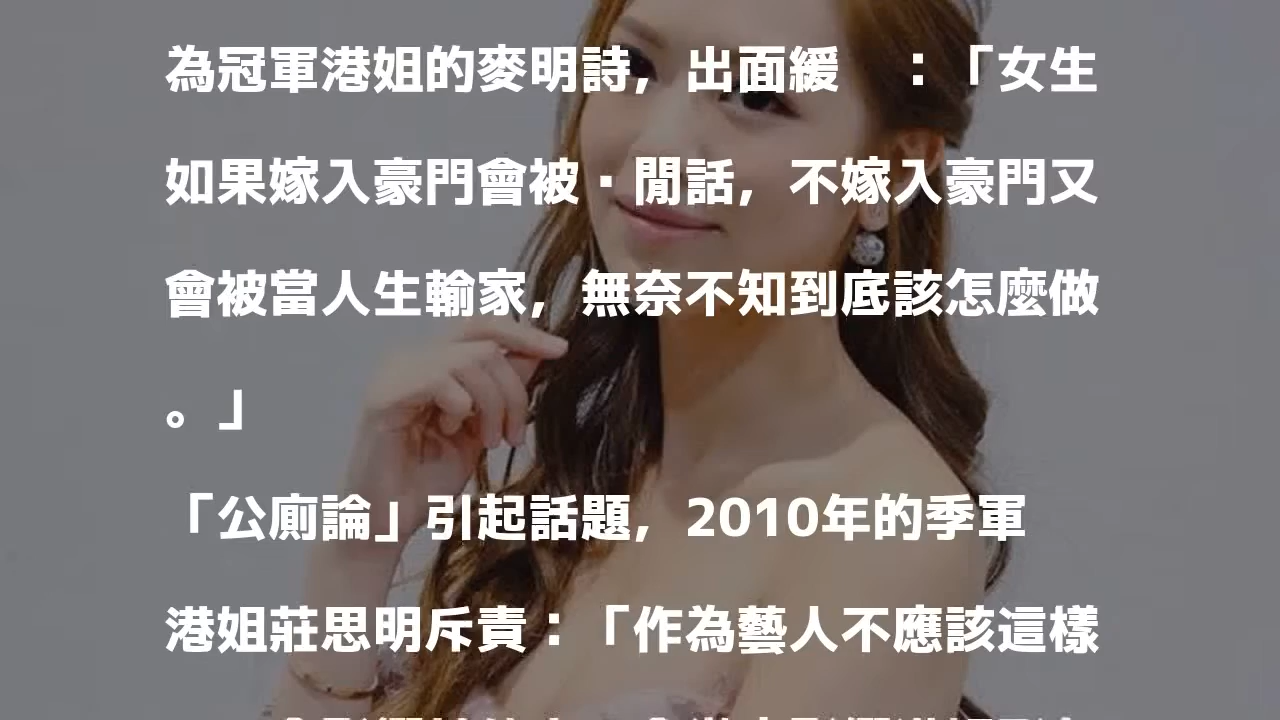 為冠軍港姐的麥明詩，出面緩　：「女生
如果嫁入豪門會被▪閒話，不嫁入豪門又
會被當人生輸家，無奈不知到底該怎麼做
。」
「公廁論」引起話題，2010年的季軍
港姐莊思明斥責：「作為藝人不應該這樣